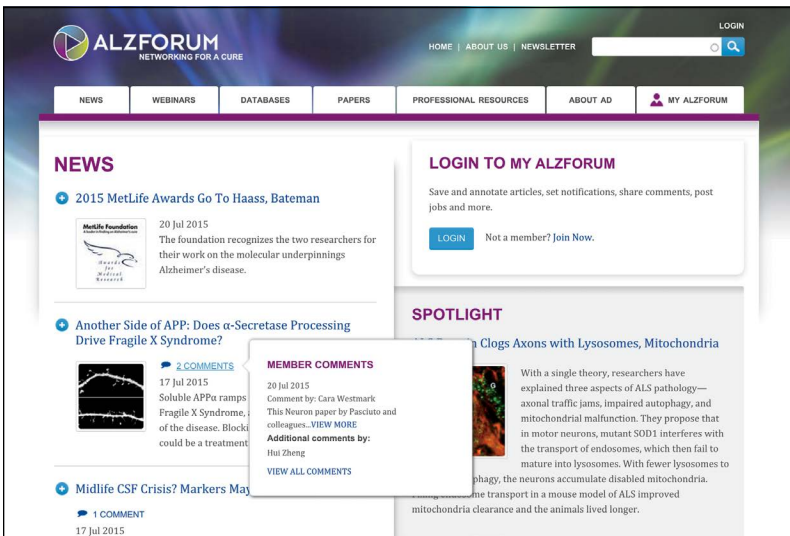 LOGIN
ALZFORUM
NETWORKING FOR A CURE
HOME | ABOUT US | NEWSLETTER
NEWS
WEBINARS
DATABASES
PAPERS
PROFESSIONAL RESOURCES
ABOUT AD
MY ALZFORUM
NEWS
2015 MetLife Awards Go To Haass, Bateman
MetLife Foundation
Awards
for
Medical
Research
20 Jul 2015
The foundation recognizes the two researchers for
their work on the molecular underpinnings
Alzheimer's disease.
Another Side of APP: Does α-Secretase Processing
Drive Fragile X Syndrome?
2 COMMENTS
17 Jul 2015
Soluble APPα ramps
Fragile X Syndrome,
of the disease. Blocki
could be a treatment
MEMBER COMMENTS
20 Jul 2015
Comment by: Cara Westmark
This Neuron paper by Pasciuto and
colleagues...VIEW MORE
Additional comments by:
Hui Zheng
VIEW ALL COMMENTS
Midlife CSF Crisis? Markers May
1 COMMENT
17 Jul 2015
LOGIN TO MY ALZFORUM
Save and annotate articles, set notifications, share comments, post
jobs and more.
LOGIN
Not a member? Join Now.
SPOTLIGHT
Clogs Axons with Lysosomes, Mitochondria
G
With a single theory, researchers have
explained three aspects of ALS pathology—
axonal traffic jams, impaired autophagy, and
mitochondrial malfunction. They propose that
in motor neurons, mutant SOD1 interferes with
the transport of endosomes, which then fail to
mature into lysosomes. With fewer lysosomes to
phagy, the neurons accumulate disabled mitochondria.
me transport in a mouse model of ALS improved
mitochondria clearance and the animals lived longer.